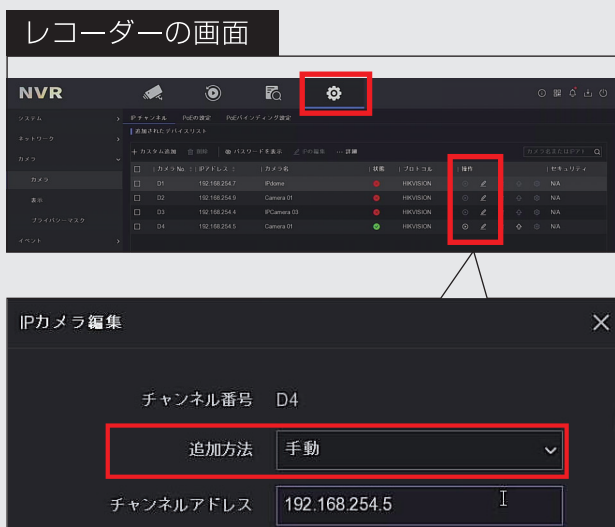 レコーダーの画面
NVR
システム
IPチャンネル PoEの設定 PoEバインディング設定
追加されたデバイスリスト
ネットワーク
+ カスタム追加 削除 パスワードを表示 IPの編集 ... 詳細
カメラ
カメラ No. IPアドレス カメラ名 状態 プロトコル 操作 セキュリティ
カメラ
D1 192.168.254.7 IPdome HIKVISION N/A
表示
D2 192.168.254.9 Camera 01 HIKVISION N/A
プライバシーマスク
D3 192.168.254.4 IPCamera 03 HIKVISION N/A
D4 192.168.254.5 Camera 01 HIKVISION N/A
イベント
IPカメラ編集
チャンネル番号 D4
追加方法 手動
チャンネルアドレス 192.168.254.5